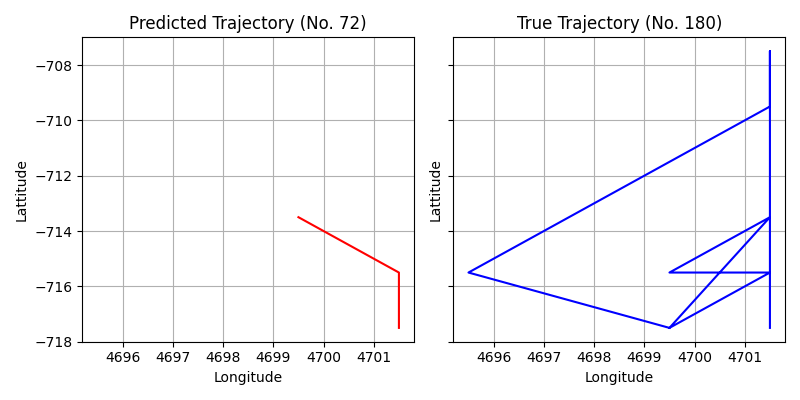 Predicted Trajectory (No. 72)
True Trajectory (No. 180)
−708
−710
−712
−714
−716
−718
Lattitude
Lattitude
4696 4697 4698 4699 4700 4701
4696 4697 4698 4699 4700 4701
Longitude
Longitude